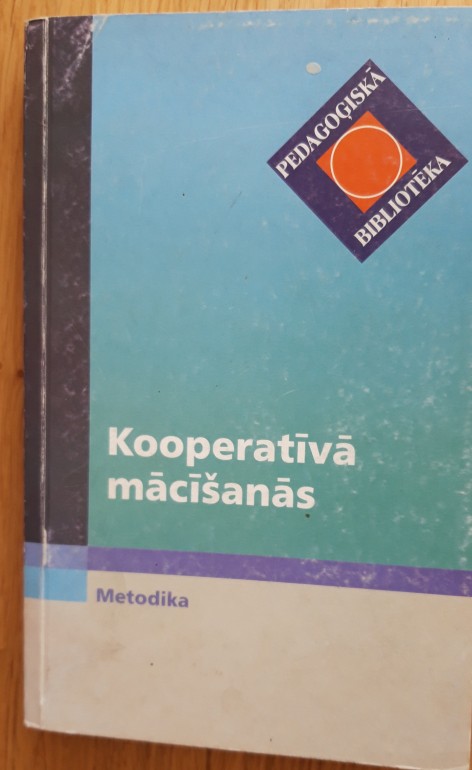 PEDAGOĢISKĀ
BIBLIOTĒKA
Kooperatīvā
mācīšanās
Metodika